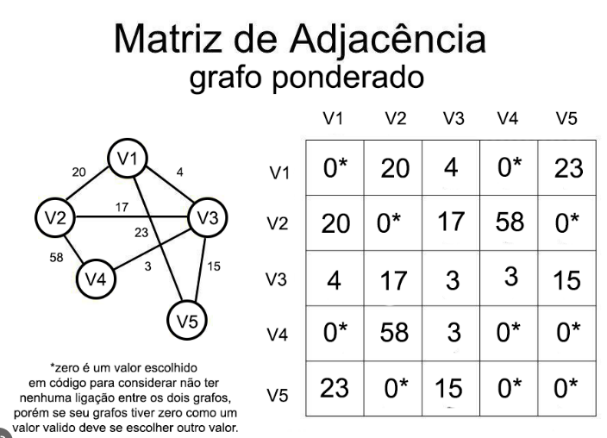 Matriz de Adjacência
grafo ponderado
V1 V2 V3 V4 V5
V1 0* 20 4 0* 23
V2 20 0* 17 58 0*
V3 4 17 3 3 15
V4 0* 58 3 0* 0*
V5 23 0* 15 0* 0*
V1
20
4
V2
17
V3
23
58
3
15
V4
V5
*zero é um valor escolhido
em código para considerar não ter
nenhuma ligação entre os dois grafos,
porém se seu grafos tiver zero como um
valor valido deve se escolher outro valor.